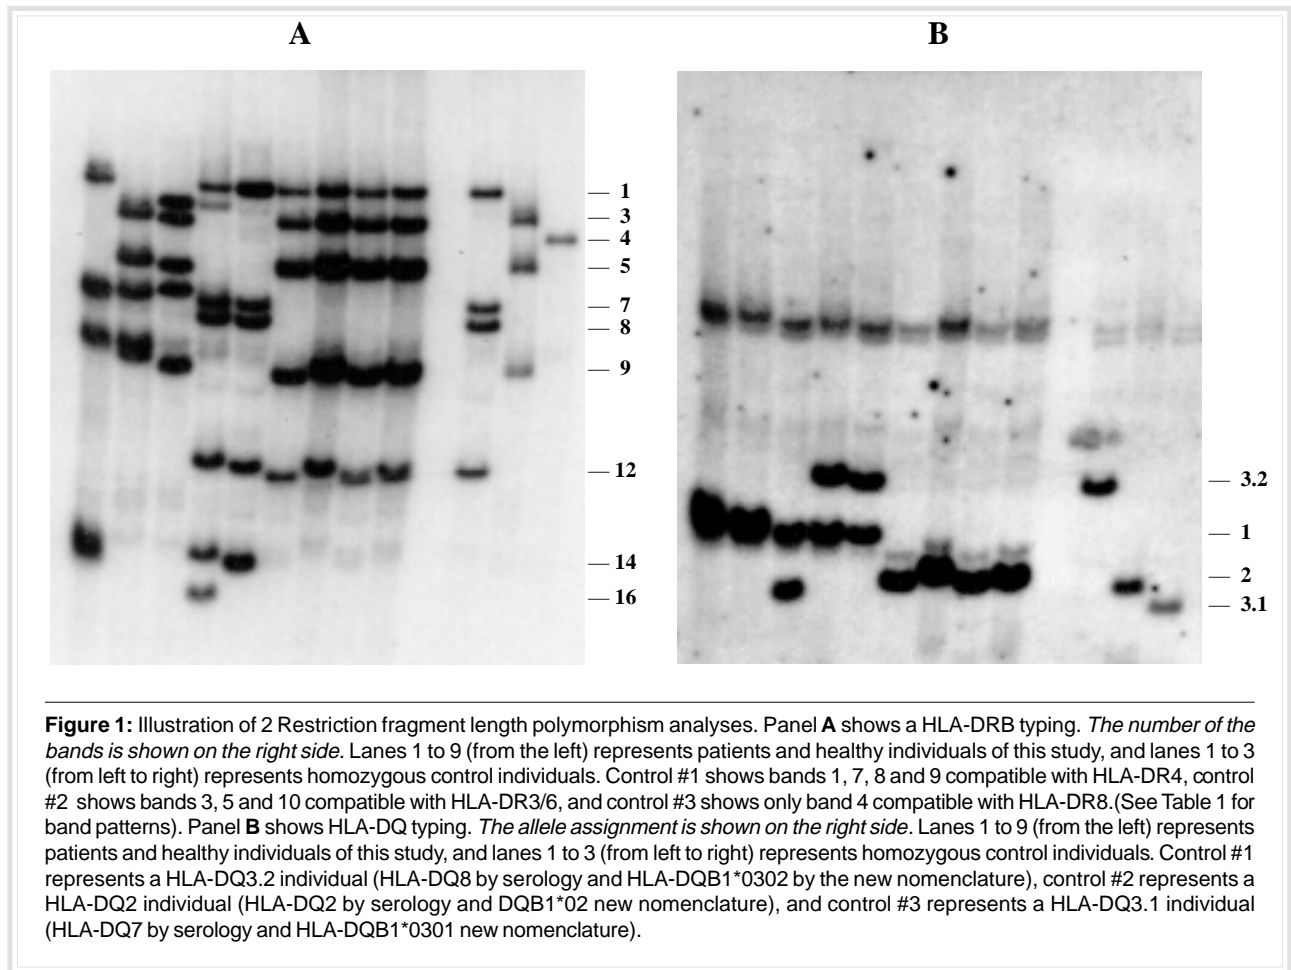 A
B
— 1
— 3
— 4
— 5
— 7
— 8
— 9
— 12
— 14
— 16
— 3.2
— 1
— 2
— 3.1
Figure 1: Illustration of 2 Restriction fragment length polymorphism analyses. Panel A shows a HLA-DRB typing. The number of the
bands is shown on the right side. Lanes 1 to 9 (from the left) represents patients and healthy individuals of this study, and lanes 1 to 3
(from left to right) represents homozygous control individuals. Control #1 shows bands 1, 7, 8 and 9 compatible with HLA-DR4, control
#2 shows bands 3, 5 and 10 compatible with HLA-DR3/6, and control #3 shows only band 4 compatible with HLA-DR8.(See Table 1 for
band patterns). Panel B shows HLA-DQ typing. The allele assignment is shown on the right side. Lanes 1 to 9 (from the left) represents
patients and healthy individuals of this study, and lanes 1 to 3 (from left to right) represents homozygous control individuals. Control #1
represents a HLA-DQ3.2 individual (HLA-DQ8 by serology and HLA-DQB1*0302 by the new nomenclature), control #2 represents a
HLA-DQ2 individual (HLA-DQ2 by serology and DQB1*02 new nomenclature), and control #3 represents a HLA-DQ3.1 individual
(HLA-DQ7 by serology and HLA-DQB1*0301 new nomenclature).